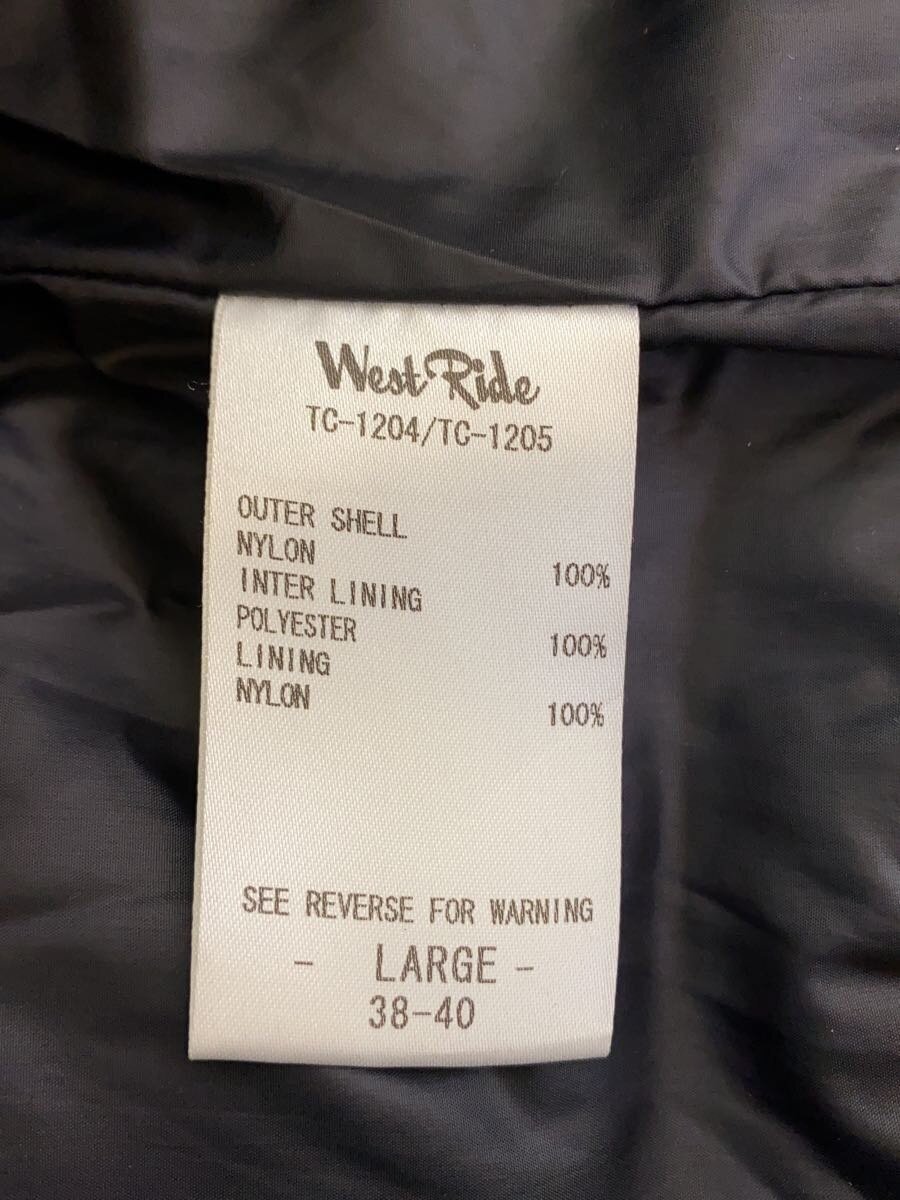 West Ride
TC-1204/TC-1205
OUTER SHELL
NYLON 100%
INTER LINING
POLYESTER 100%
LINING
NYLON 100%
SEE REVERSE FOR WARNING
- LARGE -
38-40